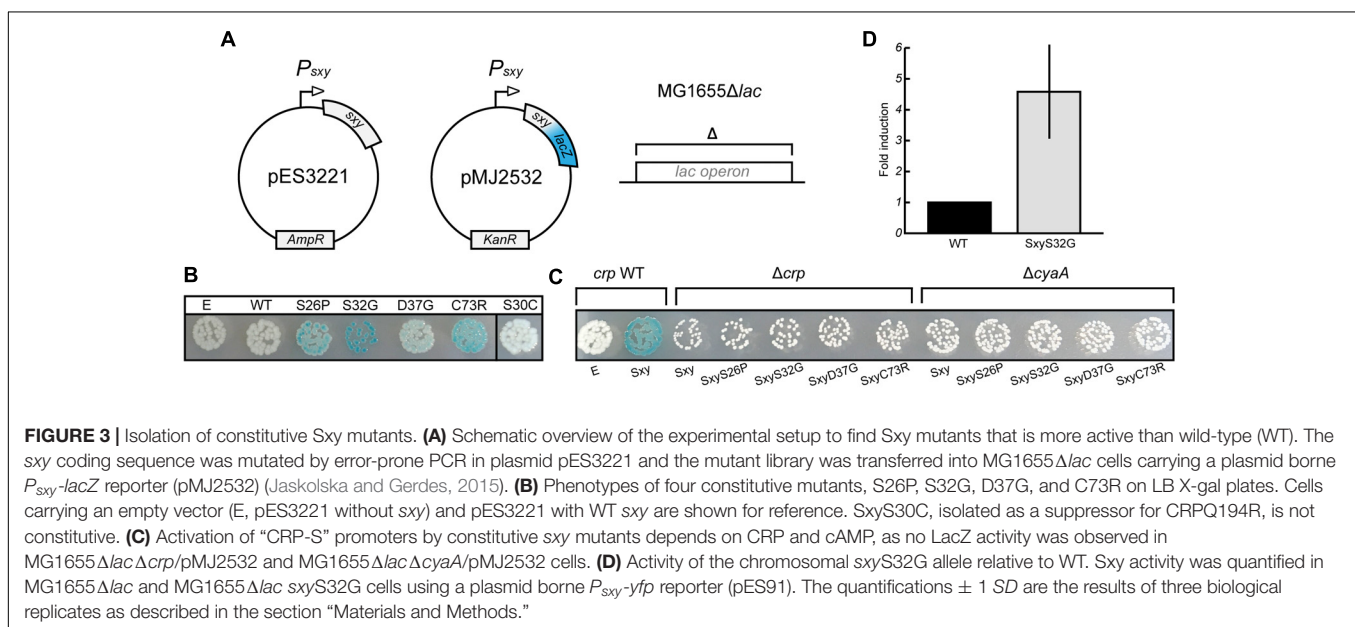 A
P_sxy
sxy
pES3221
AmpR
P_sxy
sxy
lacZ
pMJ2532
KanR
MG1655Δlac
Δ
lac operon
D
Fold induction
6
5
4
3
2
1
0
WT
SxyS32G
B
E WT S26P S32G D37G C73R S30C
C
crp WT Δcrp ΔcyaA
E Sxy Sxy SxyS26P SxyS32G SxyD37G SxyC73R Sxy SxyS26P SxyS32G SxyD37G SxyC73R
FIGURE 3 | Isolation of constitutive Sxy mutants. (A) Schematic overview of the experimental setup to find Sxy mutants that is more active than wild-type (WT). The
sxy coding sequence was mutated by error-prone PCR in plasmid pES3221 and the mutant library was transferred into MG1655Δlac cells carrying a plasmid borne
P_sxy-lacZ reporter (pMJ2532) (Jaskolska and Gerdes, 2015). (B) Phenotypes of four constitutive mutants, S26P, S32G, D37G, and C73R on LB X-gal plates. Cells
carrying an empty vector (E, pES3221 without sxy) and pES3221 with WT sxy are shown for reference. SxyS30C, isolated as a suppressor for CRPQ194R, is not
constitutive. (C) Activation of “CRP-S” promoters by constitutive sxy mutants depends on CRP and cAMP, as no LacZ activity was observed in
MG1655ΔlacΔcrp/pMJ2532 and MG1655ΔlacΔcyaA/pMJ2532 cells. (D) Activity of the chromosomal sxyS32G allele relative to WT. Sxy activity was quantified in
MG1655Δlac and MG1655Δlac sxyS32G cells using a plasmid borne P_sxy-yfp reporter (pES91). The quantifications ± 1 SD are the results of three biological
replicates as described in the section “Materials and Methods.”